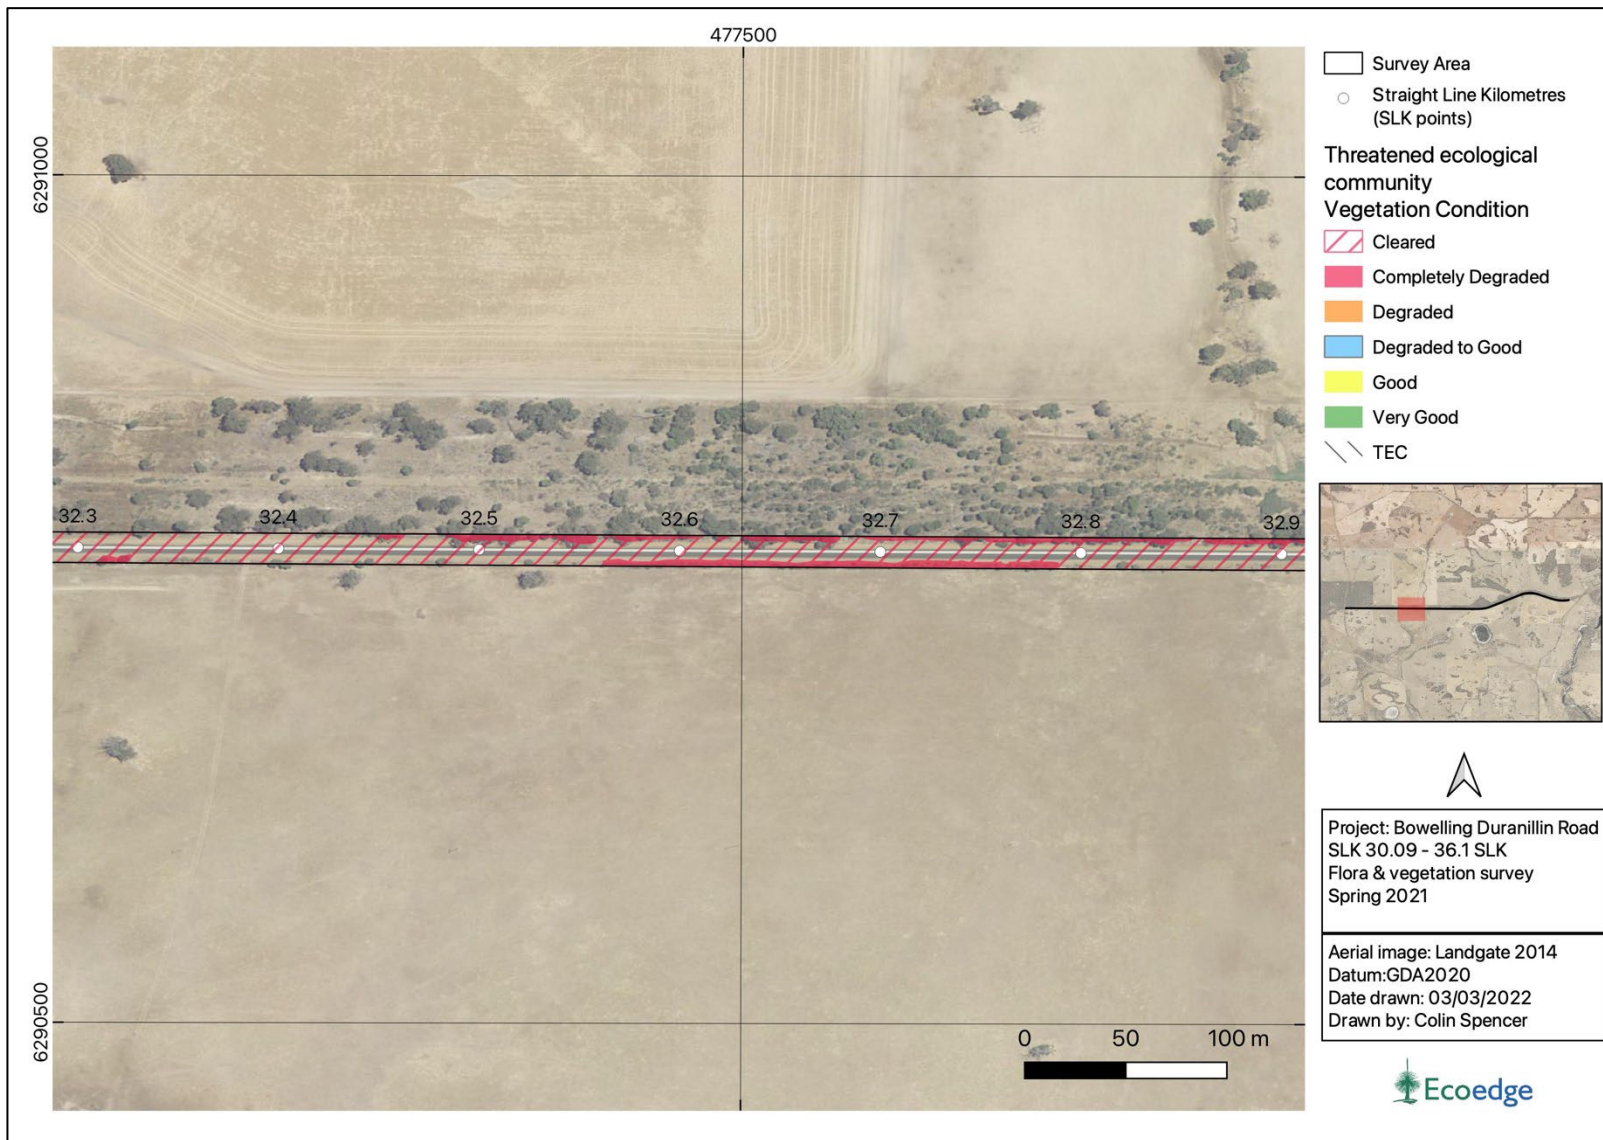 477500
6291000
6290500
32.3
32.4
32.5
32.6
32.7
32.8
32.9
0 50 100 m
Survey Area
Straight Line Kilometres
(SLK points)
Threatened ecological
community
Vegetation Condition
Cleared
Completely Degraded
Degraded
Degraded to Good
Good
Very Good
TEC
Project: Bowelling Duranillin Road
SLK 30.09 - 36.1 SLK
Flora & vegetation survey
Spring 2021
Aerial image: Landgate 2014
Datum:GDA2020
Date drawn: 03/03/2022
Drawn by: Colin Spencer
Ecoedge